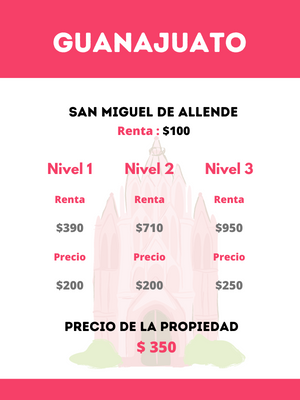 GUANAJUATO
SAN MIGUEL DE ALLENDE
Renta : $100
Nivel 1 Nivel 2 Nivel 3
Renta Renta Renta
$390 $710 $950
Precio Precio Precio
$200 $200 $250
PRECIO DE LA PROPIEDAD
$ 350